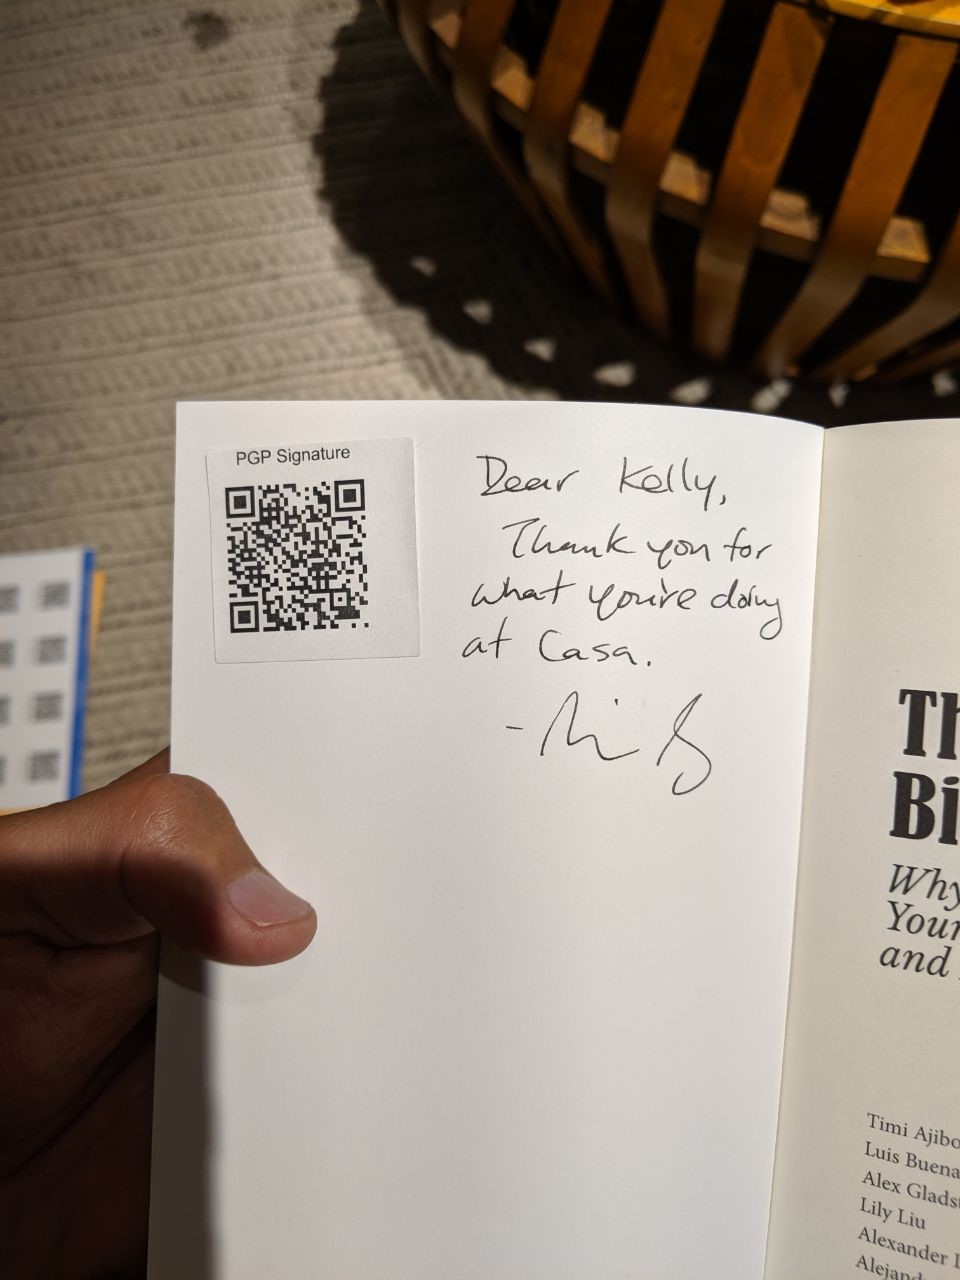 PGP Signature
Dear Kelly,
Thank you for
what you're doing
at Casa.
Th
Bi
Why
Your
and
Timi Ajibo
Luis Buena
Alex Gladst
Lily Liu
Alexander L
Alejand